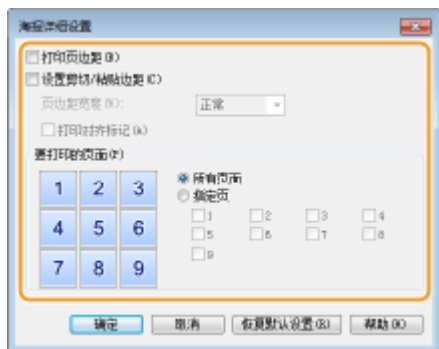 海报详细设置
打印页边距(B)
设置剪切/粘贴边距(C)
页边距宽度(N):
正常
打印对齐标记(A)
要打印的页面(P)
1 2 3
4 5 6
7 8 9
所有页面
指定页
1 2 3 4
5 6 7 8
9
确定 取消 恢复默认设置(R) 帮助(X)